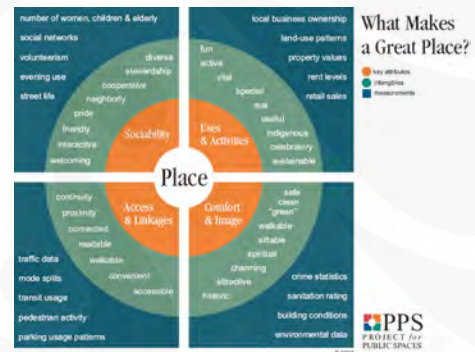 What Makes
a Great Place?
key attributes
intangibles
measurements
number of women, children & elderly
social networks
volunteerism
evening use
street life
diverse
stewardship
cooperative
neighborly
pride
friendly
interactive
welcoming
Sociability
local business ownership
land-use patterns
property values
rent levels
retail sales
fun
active
vital
special
real
useful
indigenous
celebratory
sustainable
Uses
& Activities
Place
Access
& Linkages
continuity
proximity
connected
readable
walkable
convenient
accessible
traffic data
mode splits
transit usage
pedestrian activity
parking usage patterns
Comfort
& Image
safe
clean
"green"
walkable
sittable
spiritual
charming
attractive
historic
crime statistics
sanitation rating
building conditions
environmental data
PPS
PROJECT for
PUBLIC SPACES